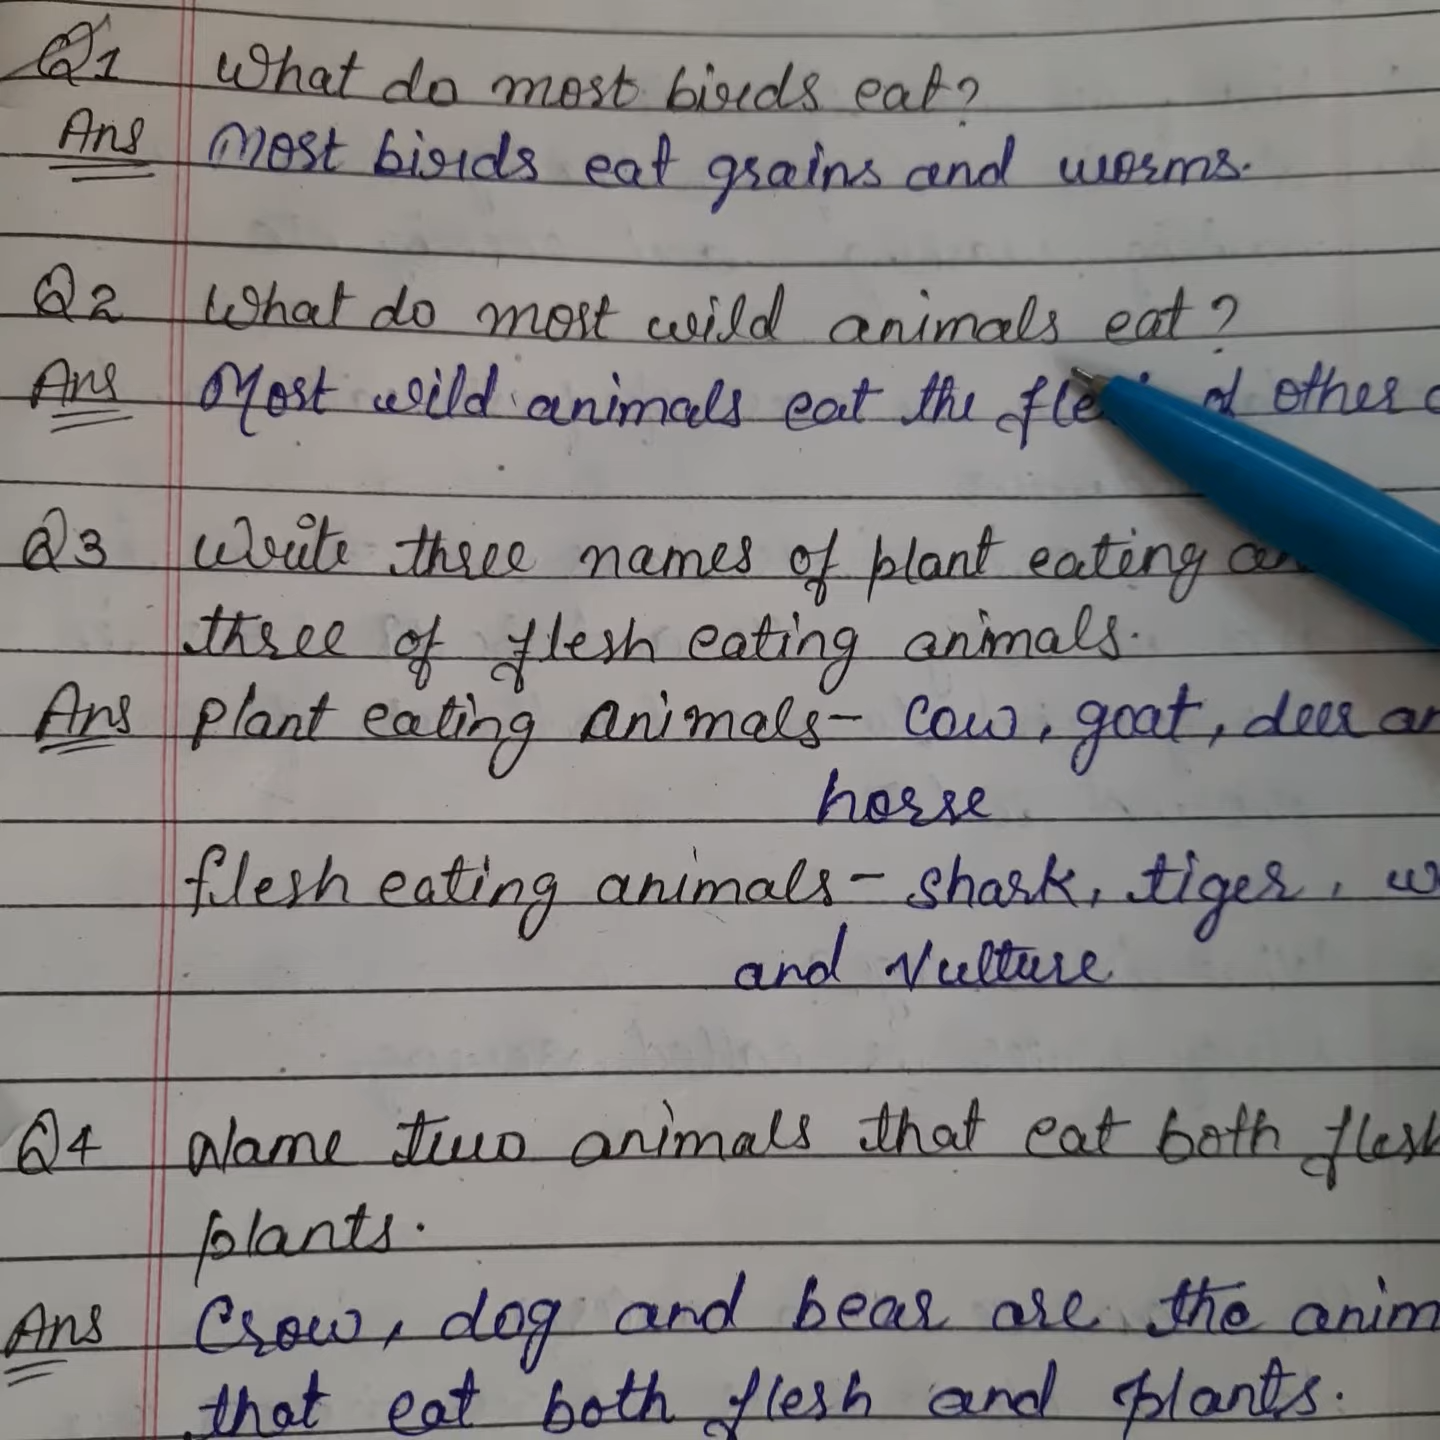 Q1 What do most birds eat?
Ans Most birds eat grains and worms.
Q2 What do most wild animals eat?
Ans Most wild animals eat the other
Q3 Write three names of plant eating
three of flesh eating animals.
Ans plant eating animals- Cow, goat, deer
horse
flesh eating animals- shark, tiger,
and Vulture
Q4 Name two animals that eat both flesh
plants.
Ans Crow, dog and bear are the anim
that eat both flesh and plants.